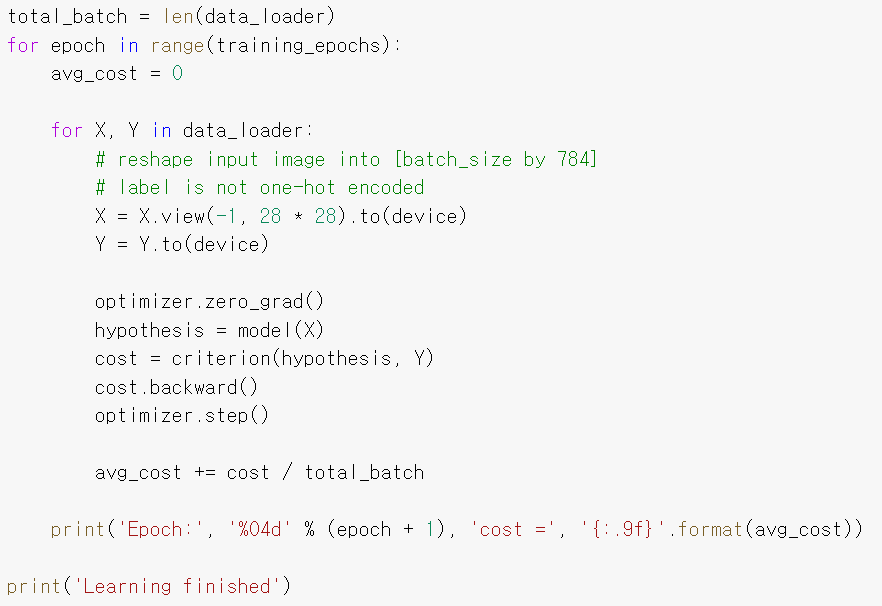 total_batch = len(data_loader)
for epoch in range(training_epochs):
    avg_cost = 0

    for X, Y in data_loader:
        # reshape input image into [batch_size by 784]
        # label is not one-hot encoded
        X = X.view(-1, 28 * 28).to(device)
        Y = Y.to(device)

        optimizer.zero_grad()
        hypothesis = model(X)
        cost = criterion(hypothesis, Y)
        cost.backward()
        optimizer.step()

        avg_cost += cost / total_batch

    print('Epoch:', '%04d' % (epoch + 1), 'cost =', '{:.9f}'.format(avg_cost))

print('Learning finished')